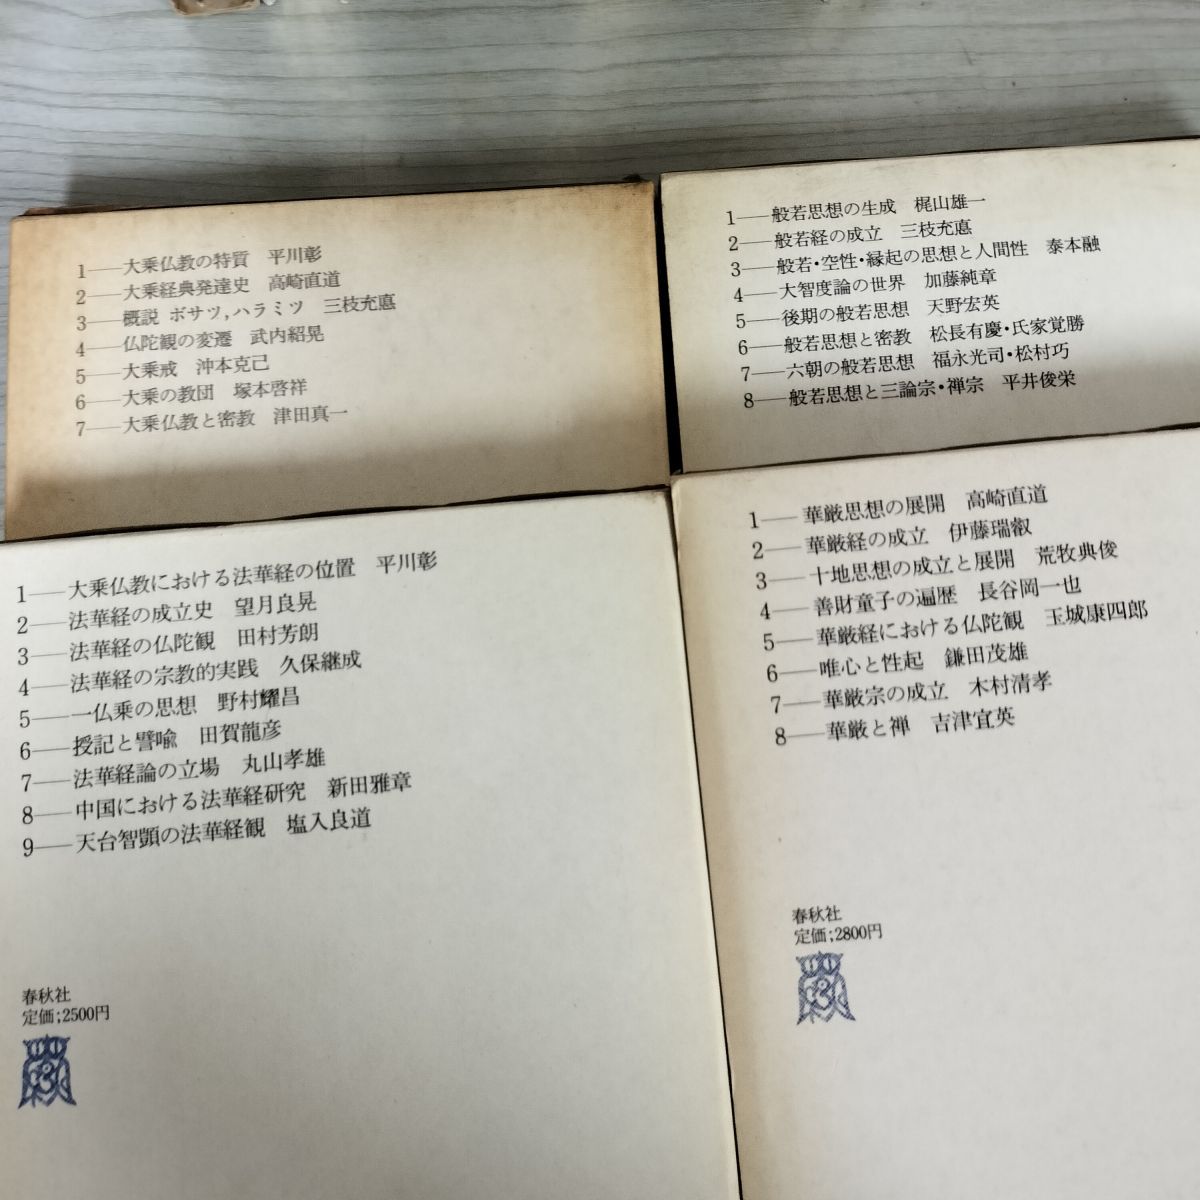 1──大乗仏教の特質 平川彰
2──大乗経典発達史 高崎直道
3──概説 ボサツ,ハラミツ 三枝充悳
4──仏陀観の変遷 武内紹晃
5──大乗戒 沖本克己
6──大乗の教団 塚本啓祥
7──大乗仏教と密教 津田真一
1──般若思想の生成 梶山雄一
2──般若経の成立 三枝充悳
3──般若・空性・縁起の思想と人間性 泰本融
4──大智度論の世界 加藤純章
5──後期の般若思想 天野宏英
6──般若思想と密教 松長有慶・氏家覚勝
7──六朝の般若思想 福永光司・松村巧
8──般若思想と三論宗・禅宗 平井俊栄
1──大乗仏教における法華経の位置 平川彰
2──法華経の成立史 望月良晃
3──法華経の仏陀観 田村芳朗
4──法華経の宗教的実践 久保継成
5──一仏乗の思想 野村耀昌
6──授記と譬喩 田賀龍彦
7──法華経論の立場 丸山孝雄
8──中国における法華経研究 新田雅章
9──天台智顗の法華経観 塩入良道
春秋社
定価;2500円
1──華厳思想の展開 高崎直道
2──華厳経の成立 伊藤瑞叡
3──十地思想の成立と展開 荒牧典俊
4──善財童子の遍歴 長谷岡一也
5──華厳経における仏陀観 玉城康四郎
6──唯心と性起 鎌田茂雄
7──華厳宗の成立 木村清孝
8──華厳と禅 吉津宜英
春秋社
定価;2800円